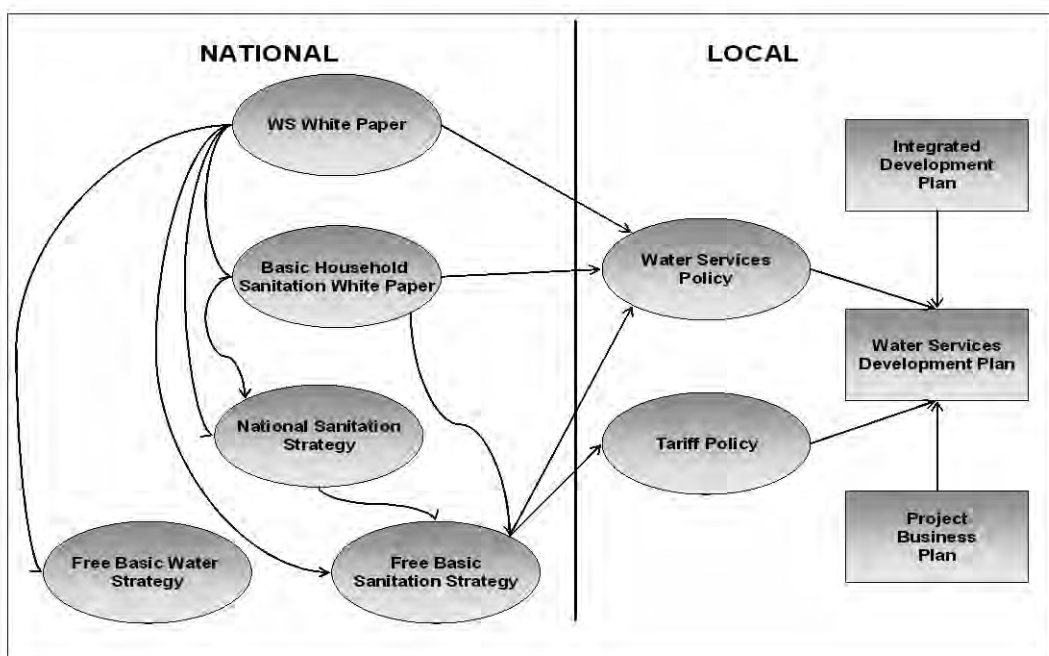 NATIONAL
LOCAL
WS White Paper
Integrated
Development
Plan
Basic Household
Sanitation White Paper
Water Services
Policy
Water Services
Development Plan
National Sanitation
Strategy
Tariff Policy
Free Basic Water
Strategy
Free Basic
Sanitation Strategy
Project
Business
Plan